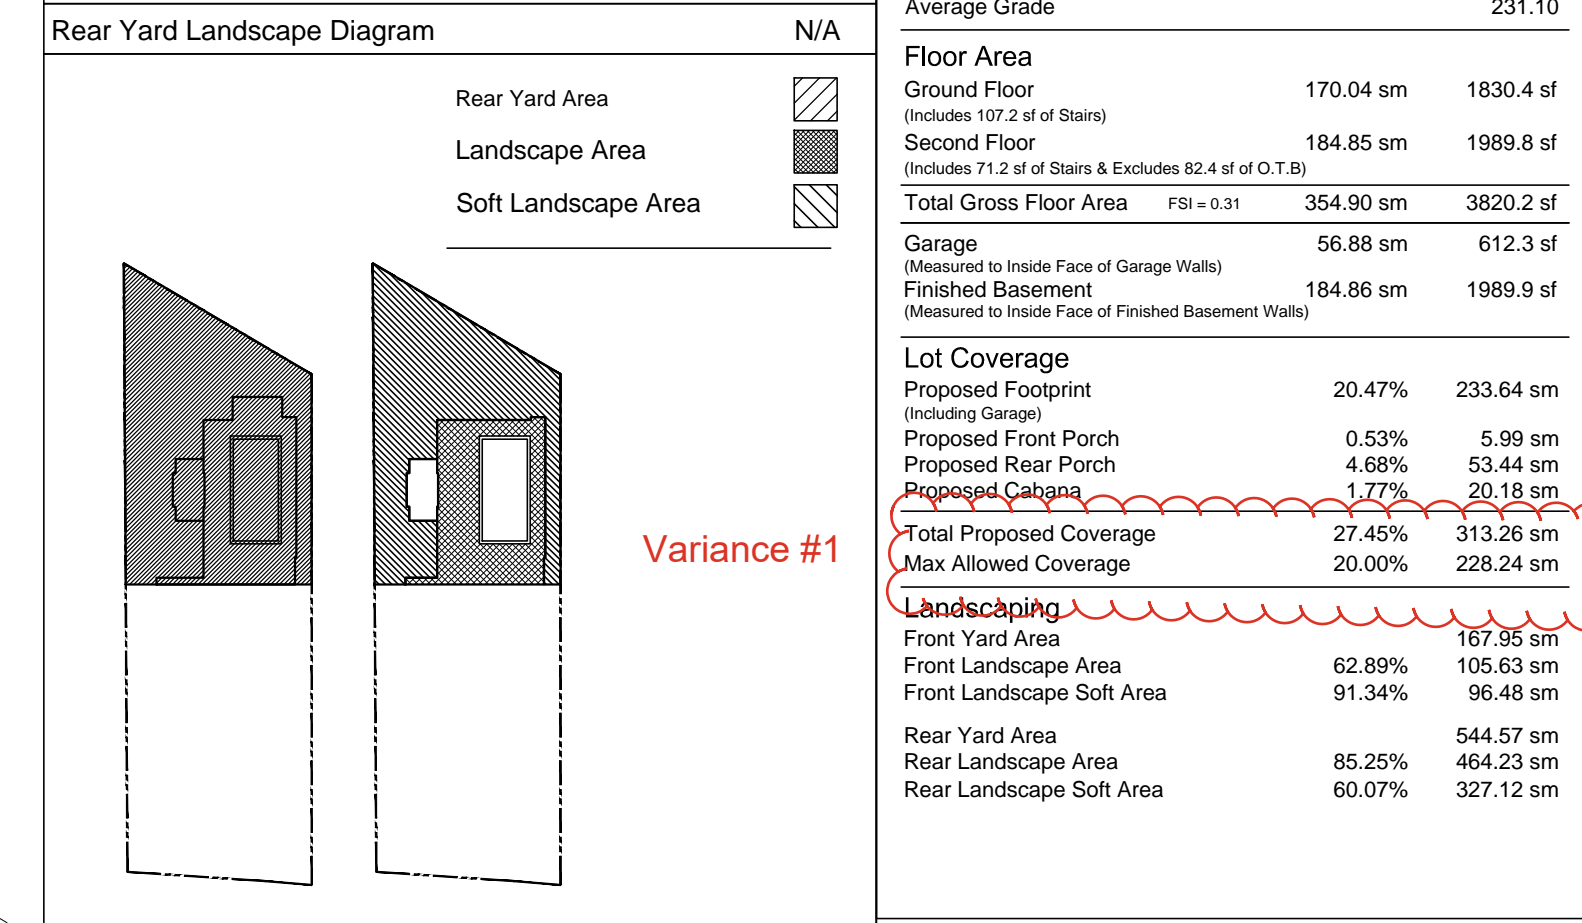 Rear Yard Landscape Diagram N/A
Rear Yard Area
Landscape Area
Soft Landscape Area
Variance #1
Average Grade 231.10
Floor Area
Ground Floor 170.04 sm 1830.4 sf
(Includes 107.2 sf of Stairs)
Second Floor 184.85 sm 1989.8 sf
(Includes 71.2 sf of Stairs & Excludes 82.4 sf of O.T.B)
Total Gross Floor Area FSI = 0.31 354.90 sm 3820.2 sf
Garage 56.88 sm 612.3 sf
(Measured to Inside Face of Garage Walls)
Finished Basement 184.86 sm 1989.9 sf
(Measured to Inside Face of Finished Basement Walls)
Lot Coverage
Proposed Footprint 20.47% 233.64 sm
(Including Garage)
Proposed Front Porch 0.53% 5.99 sm
Proposed Rear Porch 4.68% 53.44 sm
Proposed Cabana 1.77% 20.18 sm
Total Proposed Coverage 27.45% 313.26 sm
Max Allowed Coverage 20.00% 228.24 sm
Landscaping
Front Yard Area 167.95 sm
Front Landscape Area 62.89% 105.63 sm
Front Landscape Soft Area 91.34% 96.48 sm
Rear Yard Area 544.57 sm
Rear Landscape Area 85.25% 464.23 sm
Rear Landscape Soft Area 60.07% 327.12 sm